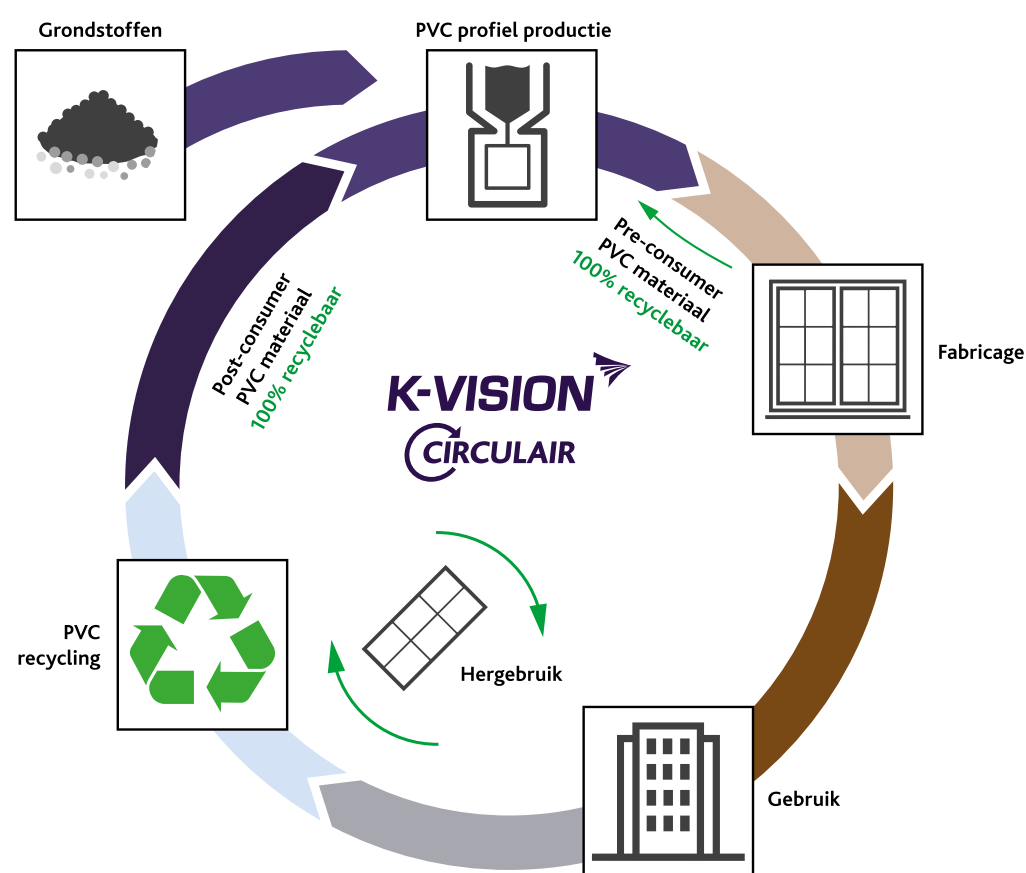 Grondstoffen
PVC profiel productie
Pre-consumer
PVC materiaal
100% recyclebaar
Fabricage
Post-consumer
PVC materiaal
100% recyclebaar
K-VISION
CIRCULAIR
PVC
recycling
Hergebruik
Gebruik